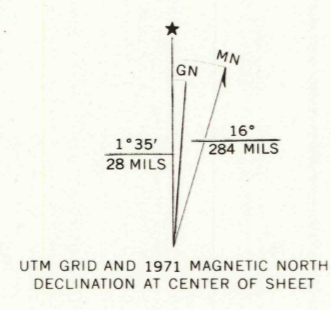 ★
MN
GN
1°35′
28 MILS
16°
284 MILS
UTM GRID AND 1971 MAGNETIC NORTH
DECLINATION AT CENTER OF SHEET